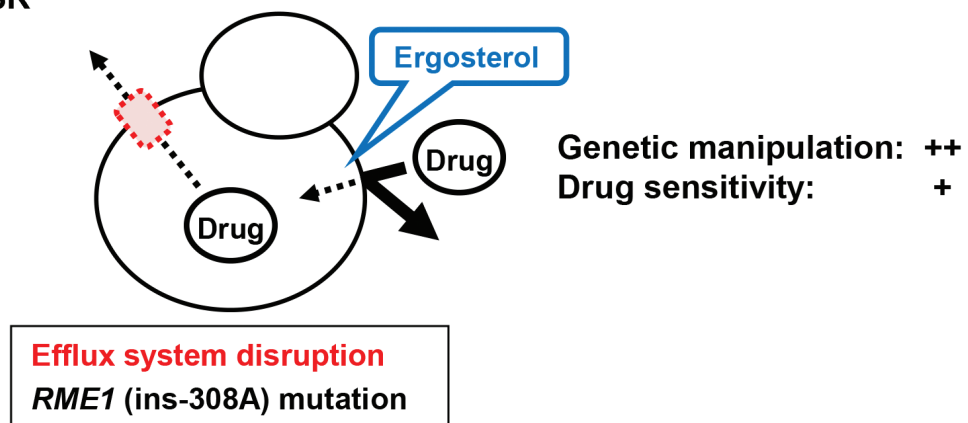 Ergosterol
Drug
Genetic manipulation: ++
Drug sensitivity: +
Drug
Efflux system disruption
RME1 (ins-308A) mutation